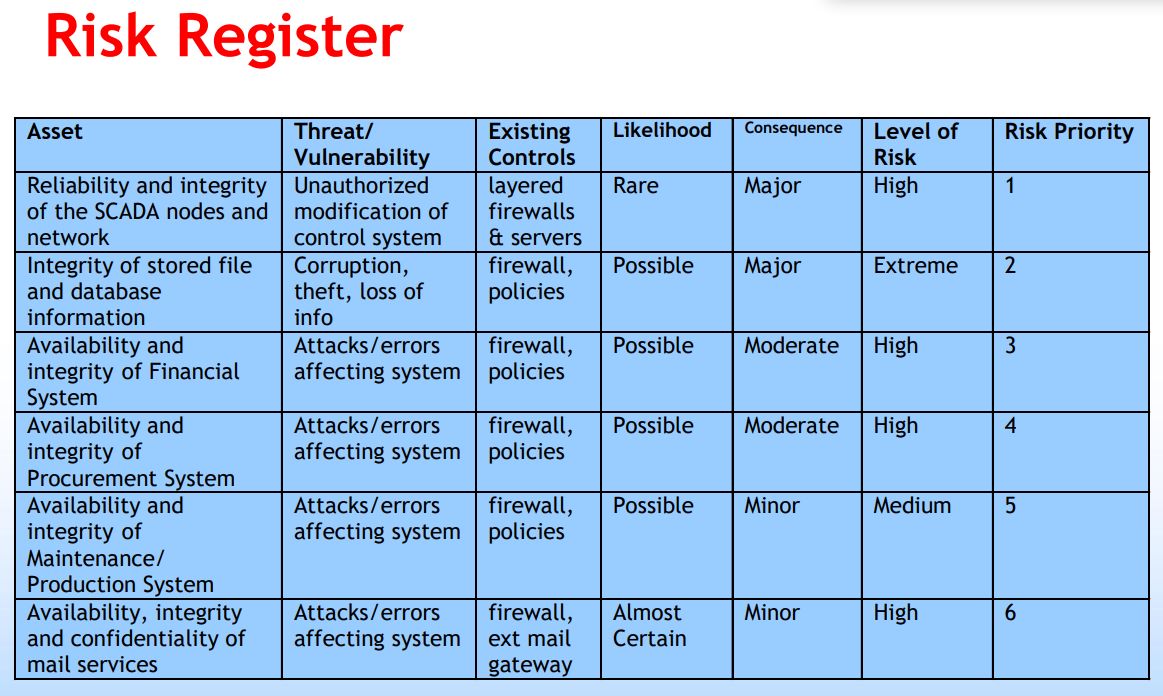 Risk Register
Asset
Threat/
Vulnerability
Existing
Controls
Likelihood
Consequence
Level of
Risk
Risk Priority
Reliability and integrity
of the SCADA nodes and
network
Unauthorized
modification of
control system
layered
firewalls
& servers
Rare
Major
High
1
Integrity of stored file
and database
information
Corruption,
theft, loss of
info
firewall,
policies
Possible
Major
Extreme
2
Availability and
integrity of Financial
System
Attacks/errors
affecting system
firewall,
policies
Possible
Moderate
High
3
Availability and
integrity of
Procurement System
Attacks/errors
affecting system
firewall,
policies
Possible
Moderate
High
4
Availability and
integrity of
Maintenance/
Production System
Attacks/errors
affecting system
firewall,
policies
Possible
Minor
Medium
5
Availability, integrity
and confidentiality of
mail services
Attacks/errors
affecting system
firewall,
ext mail
gateway
Almost
Certain
Minor
High
6